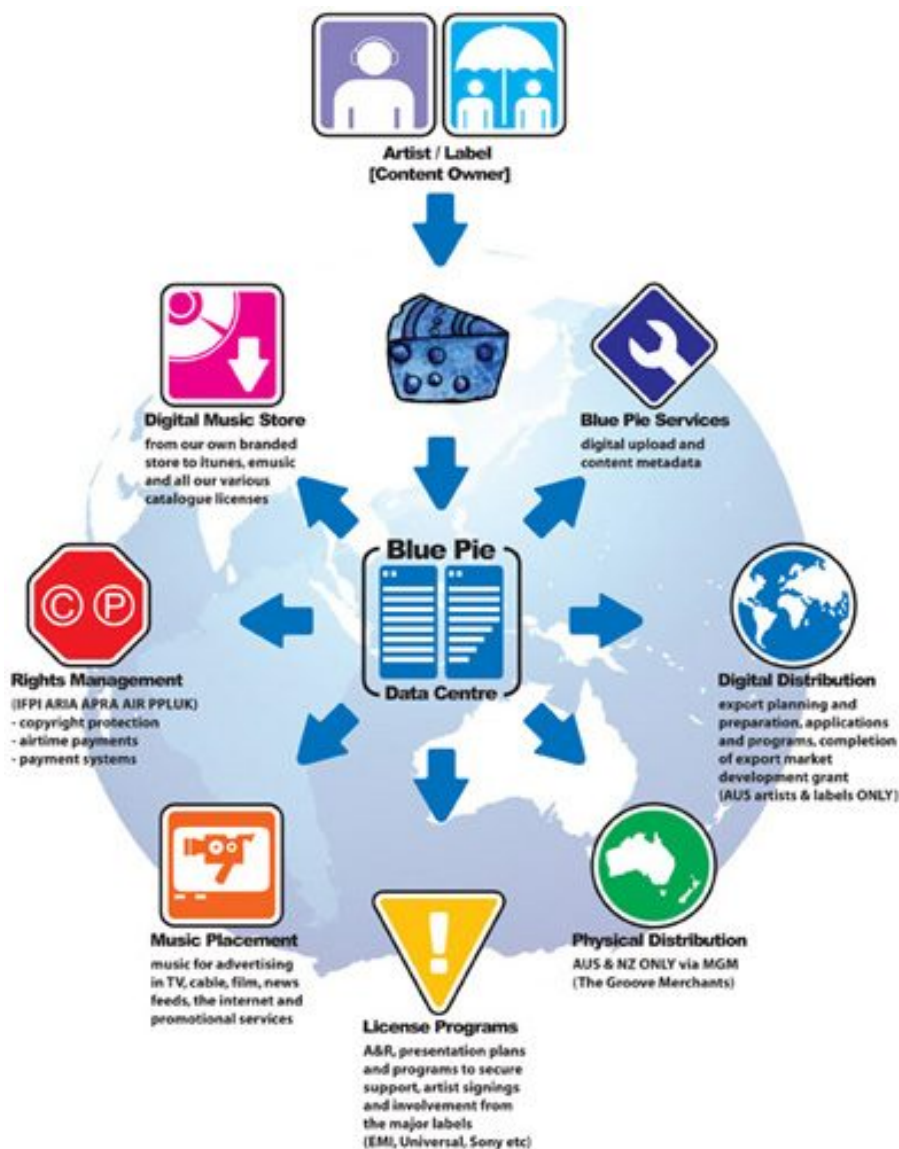 Artist / Label
[Content Owner]
Digital Music Store
from our own branded
store to itunes, emusic
and all our various
catalogue licenses
Blue Pie Services
digital upload and
content metadata
Blue Pie
Data Centre
C P
Rights Management
(IFPI ARIA APRA AIR PPLUK)
- copyright protection
- airtime payments
- payment systems
Digital Distribution
export planning and
preparation, applications
and programs, completion
of export market
development grant
(AUS artists & labels ONLY)
Music Placement
music for advertising
in TV, cable, film, news
feeds, the internet and
promotional services
!
License Programs
A&R, presentation plans
and programs to secure
support, artist signings
and involvement from
the major labels
(EMI, Universal, Sony etc)
Physical Distribution
AUS & NZ ONLY via MGM
(The Groove Merchants)